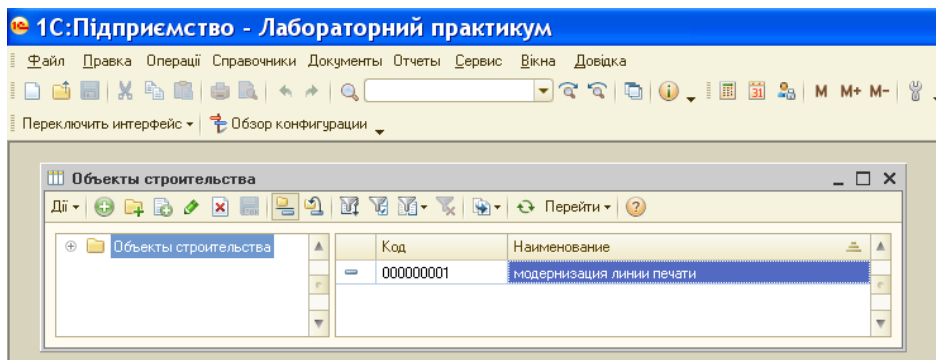 1С:Підприємство - Лабораторний практикум
Файл Правка Операції Справочники Документы Отчеты Сервис Вікна Довідка
31 M M+ M-
Переключить интерфейс Обзор конфигурации
Объекты строительства
Дії Перейти
Объекты строительства Код Наименование
000000001 модернизация линии печати